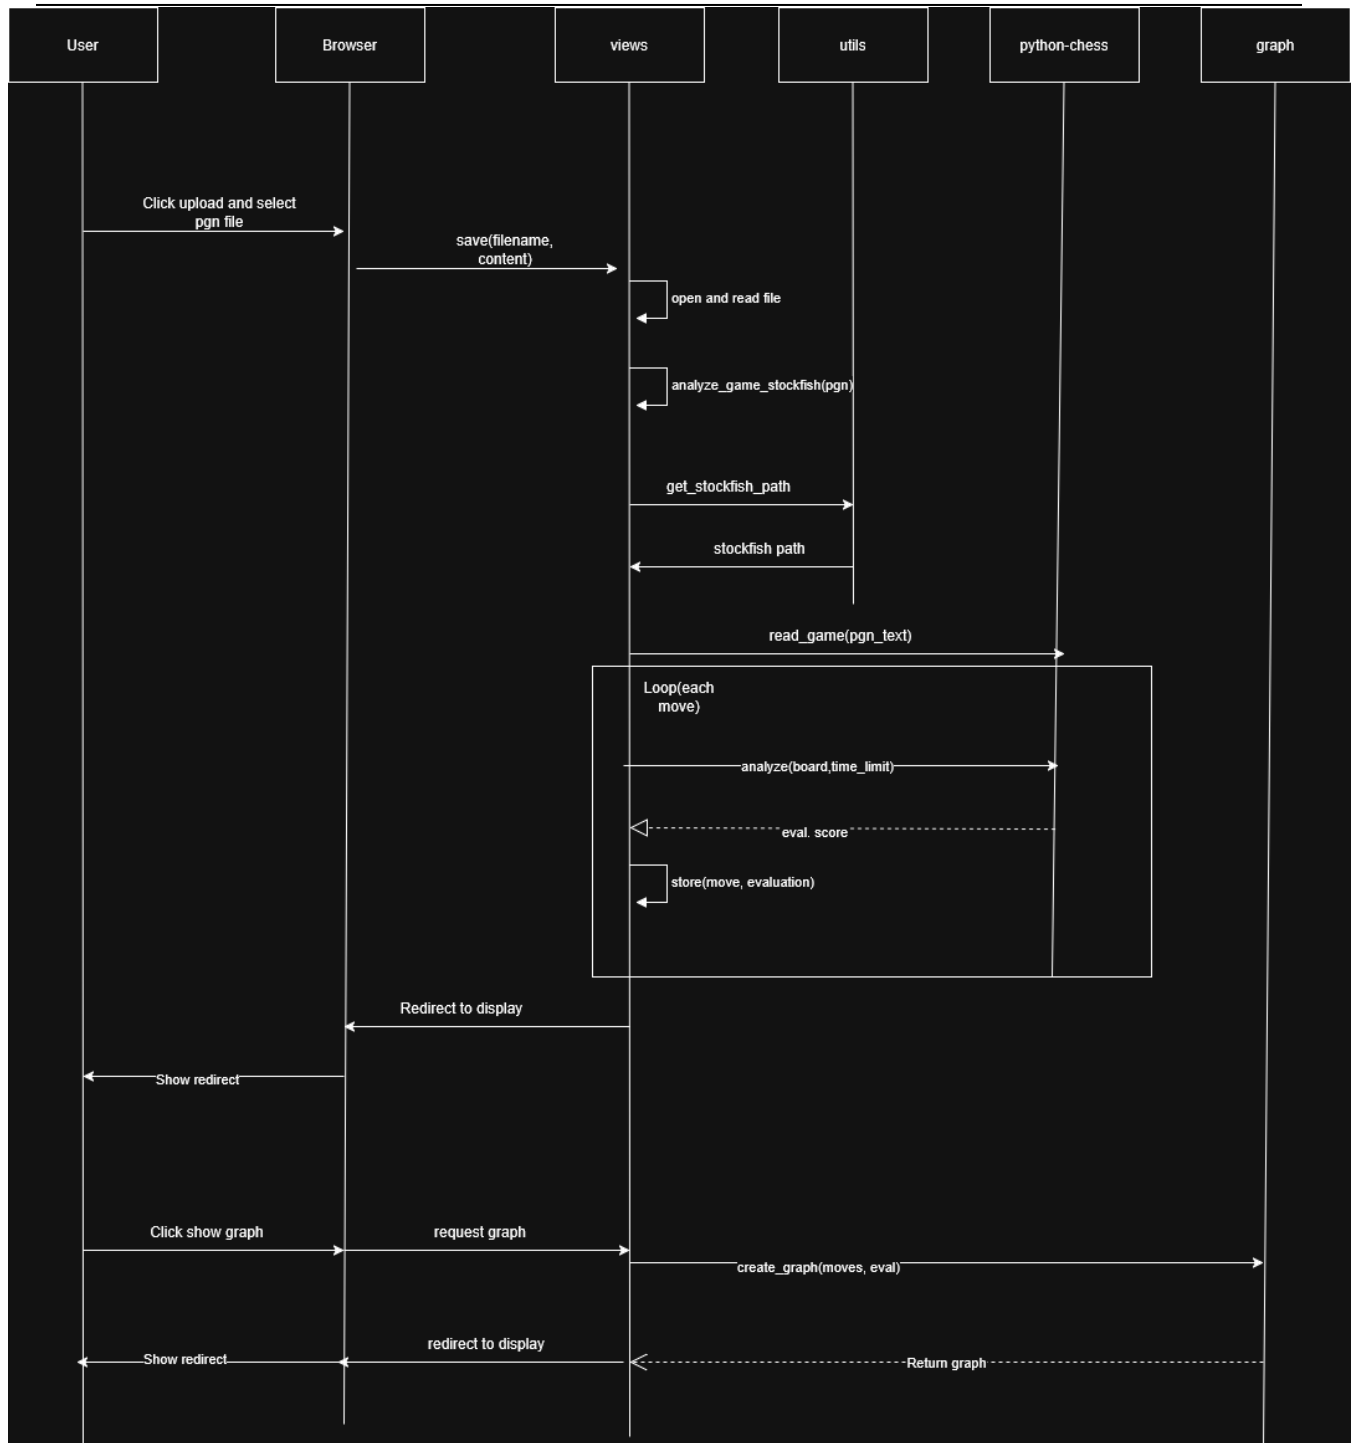 User
Browser
views
utils
python-chess
graph
Click upload and select
pgn file
save(filename,
content)
open and read file
analyze_game_stockfish(pgn)
get_stockfish_path
stockfish path
read_game(pgn_text)
Loop(each
move)
analyze(board,time_limit)
eval. score
store(move, evaluation)
Redirect to display
Show redirect
Click show graph
request graph
create_graph(moves, eval)
redirect to display
Show redirect
Return graph